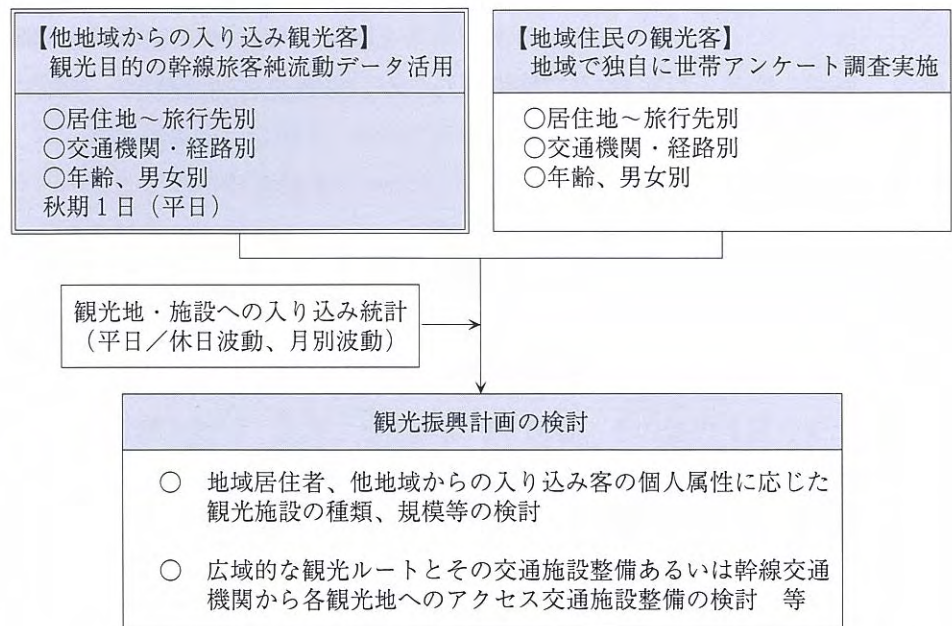 【他地域からの入り込み観光客】
観光目的の幹線旅客純流動データ活用
○居住地～旅行先別
○交通機関・経路別
○年齢、男女別
秋期1日（平日）
【地域住民の観光客】
地域で独自に世帯アンケート調査実施
○居住地～旅行先別
○交通機関・経路別
○年齢、男女別
観光地・施設への入り込み統計
（平日／休日波動、月別波動）
観光振興計画の検討
○ 地域居住者、他地域からの入り込み客の個人属性に応じた
観光施設の種類、規模等の検討
○ 広域的な観光ルートとその交通施設整備あるいは幹線交通
機関から各観光地へのアクセス交通施設整備の検討 等